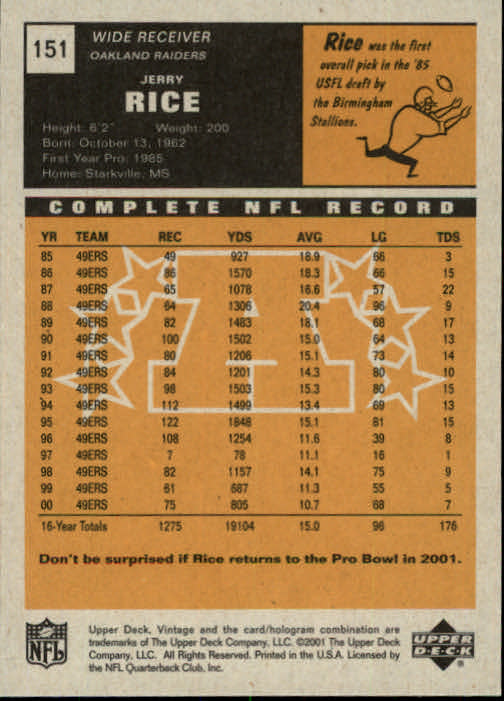 151
WIDE RECEIVER
OAKLAND RAIDERS
JERRY
RICE
Height: 6'2" Weight: 200
Born: October 13, 1962
First Year Pro: 1985
Home: Starkville, MS
Rice was the first
overall pick in the '85
USFL draft by
the Birmingham
Stallions.
COMPLETE NFL RECORD
YR TEAM REC YDS AVG LG TDS
85 49ERS 49 927 18.9 66 3
86 49ERS 86 1570 18.3 66 15
87 49ERS 65 1078 16.6 57 22
88 49ERS 64 1306 20.4 96 9
89 49ERS 82 1483 18.1 68 17
90 49ERS 100 1502 15.0 64 13
91 49ERS 80 1206 15.1 73 14
92 49ERS 84 1201 14.3 80 10
93 49ERS 98 1503 15.3 80 15
94 49ERS 112 1499 13.4 69 13
95 49ERS 122 1848 15.1 81 15
96 49ERS 108 1254 11.6 39 8
97 49ERS 7 78 11.1 16 1
98 49ERS 82 1157 14.1 75 9
99 49ERS 61 687 11.3 55 5
00 49ERS 75 805 10.7 68 7
16-Year Totals 1275 19104 15.0 96 176
Don't be surprised if Rice returns to the Pro Bowl in 2001.
NFL
Upper Deck, Vintage and the card/hologram combination are
trademarks of The Upper Deck Company, LLC. ©2001 The Upper Deck
Company, LLC. All Rights Reserved. Printed in the U.S.A. Licensed by
the NFL Quarterback Club, Inc.
UPPER
DECK
®